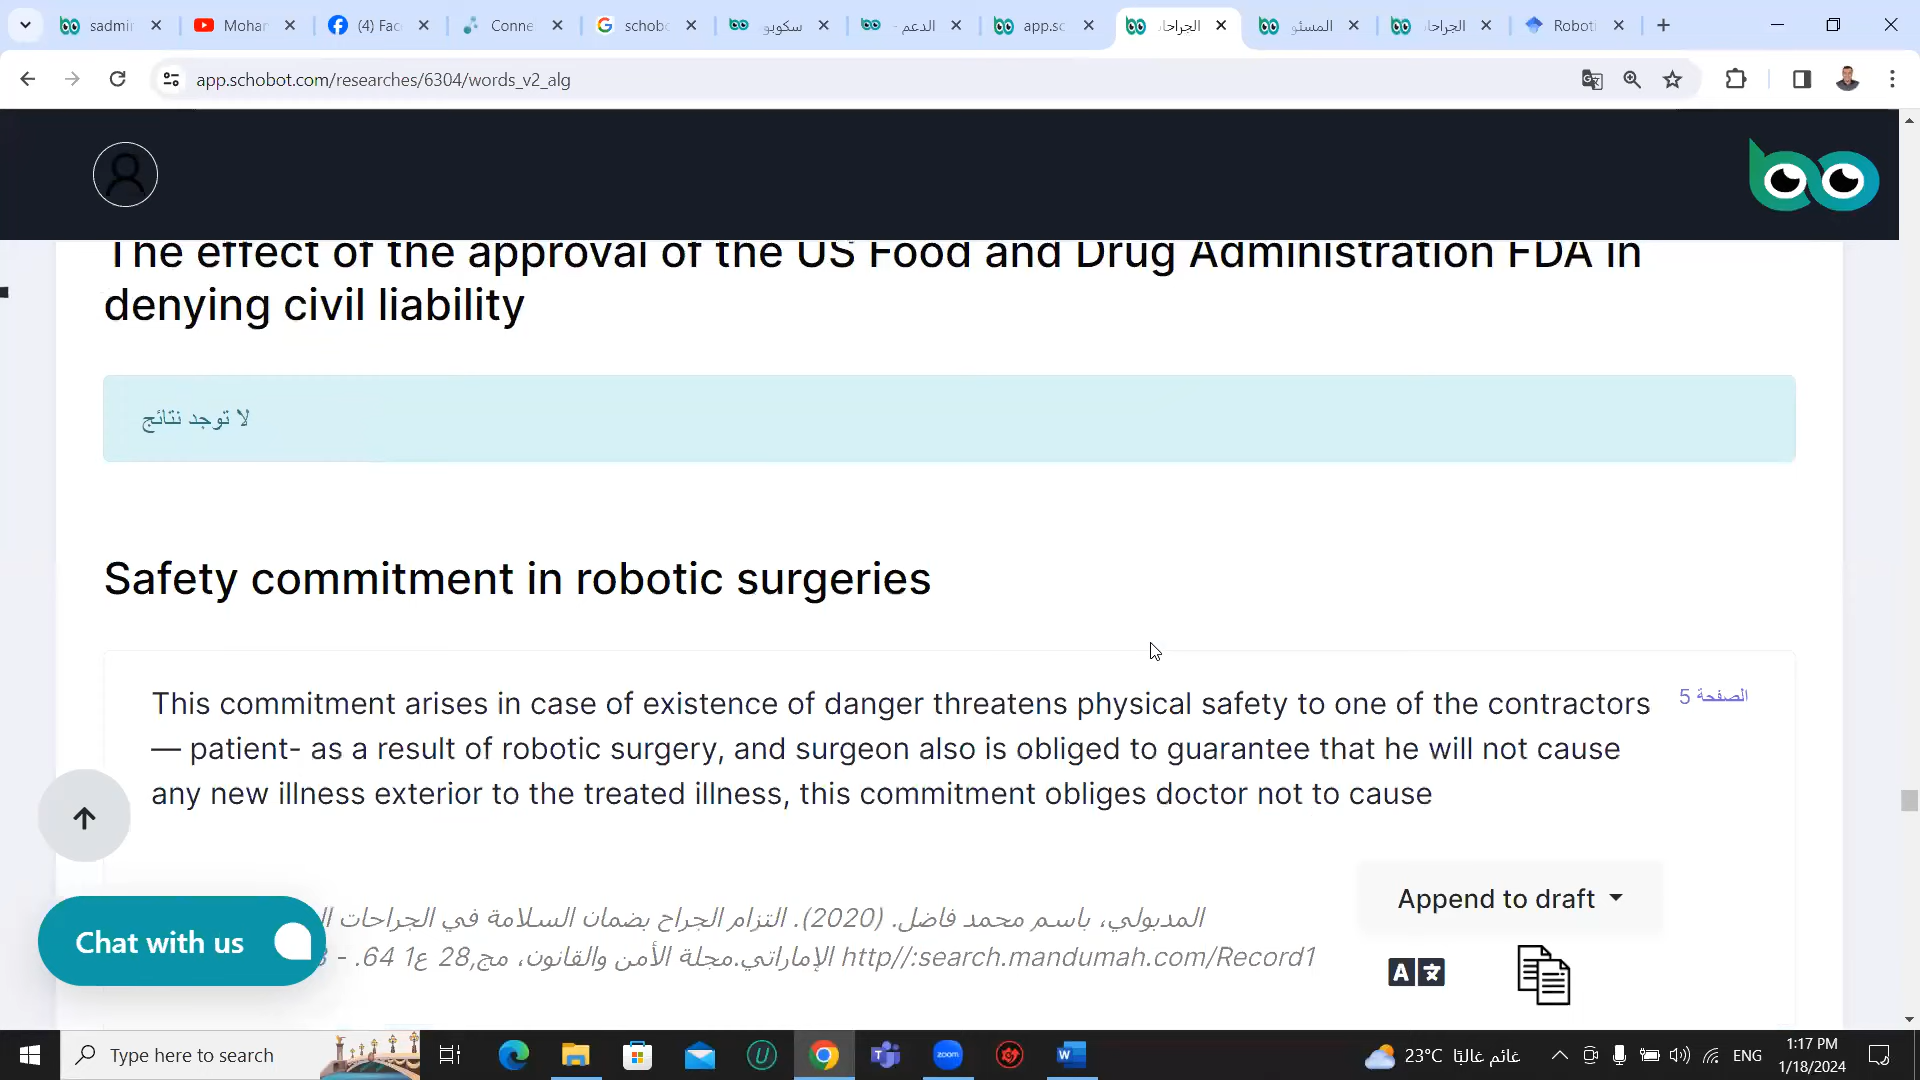 sadmir
Mohar
(4) Fac
Conne
schobo
سكوبو
الدعم -
app.sc
الجراحا
المسئو
الجراحا
Roboti
app.schobot.com/researches/6304/words_v2_alg
The effect of the approval of the US Food and Drug Administration FDA in
denying civil liability
لا توجد نتائج
Safety commitment in robotic surgeries
This commitment arises in case of existence of danger threatens physical safety to one of the contractors
— patient- as a result of robotic surgery, and surgeon also is obliged to guarantee that he will not cause
any new illness exterior to the treated illness, this commitment obliges doctor not to cause
الصفحة 5
المدبولي، باسم محمد فاضل. (2020). التزام الجراح بضمان السلامة في الجراحات
الإماراتي.مجلة الأمن والقانون، مج,28 ع1 64. - http//:search.mandumah.com/Record1
Append to draft
A
Chat with us
Type here to search
zoom
23°C غائم غالبًا
ENG
1:17 PM
1/18/2024